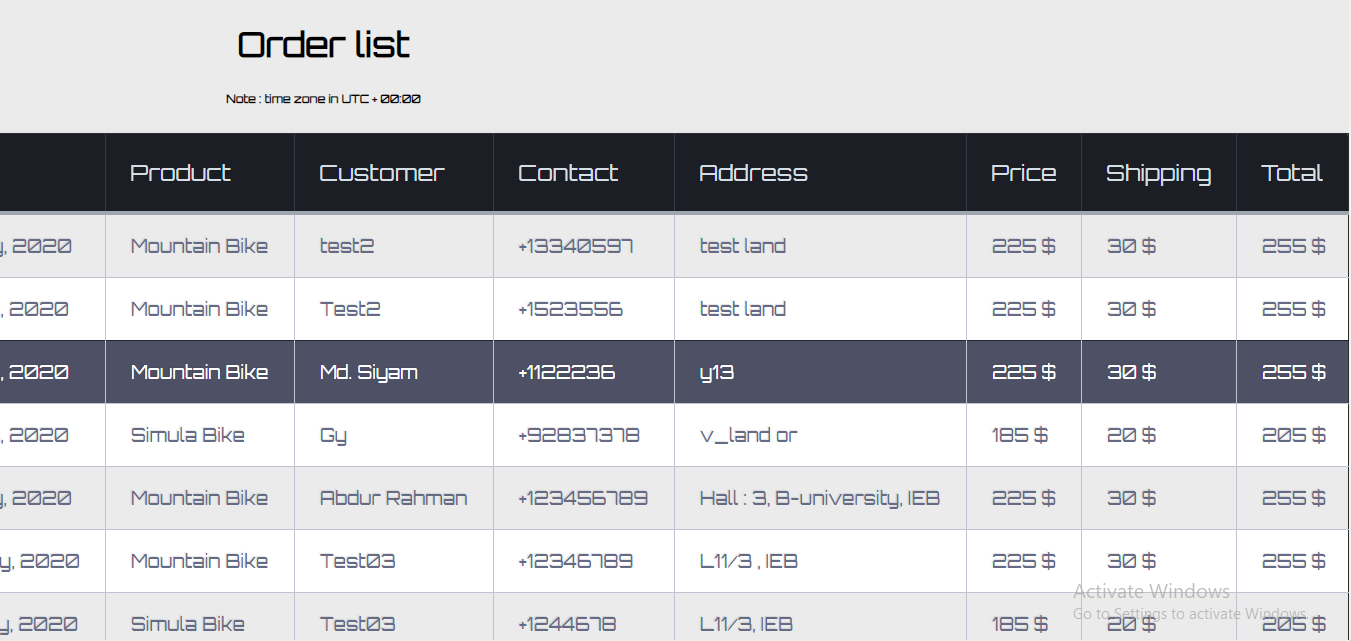 Order list
Note : time zone in UTC + 00:00
Product Customer Contact Address Price Shipping Total
, 2020 Mountain Bike test2 +13340597 test land 225 $ 30 $ 255 $
, 2020 Mountain Bike Test2 +1523556 test land 225 $ 30 $ 255 $
, 2020 Mountain Bike Md. Siyam +1122236 y13 225 $ 30 $ 255 $
, 2020 Simula Bike Gy +92837378 v_land or 185 $ 20 $ 205 $
y, 2020 Mountain Bike Abdur Rahman +123456789 Hall : 3, B-university, IEB 225 $ 30 $ 255 $
y, 2020 Mountain Bike Test03 +12346789 L11/3 , IEB 225 $ 30 $ 255 $
y, 2020 Simula Bike Test03 +1244678 L11/3, IEB 185 $ 20 $ 205 $
Activate Windows
Go to Settings to activate Windows.